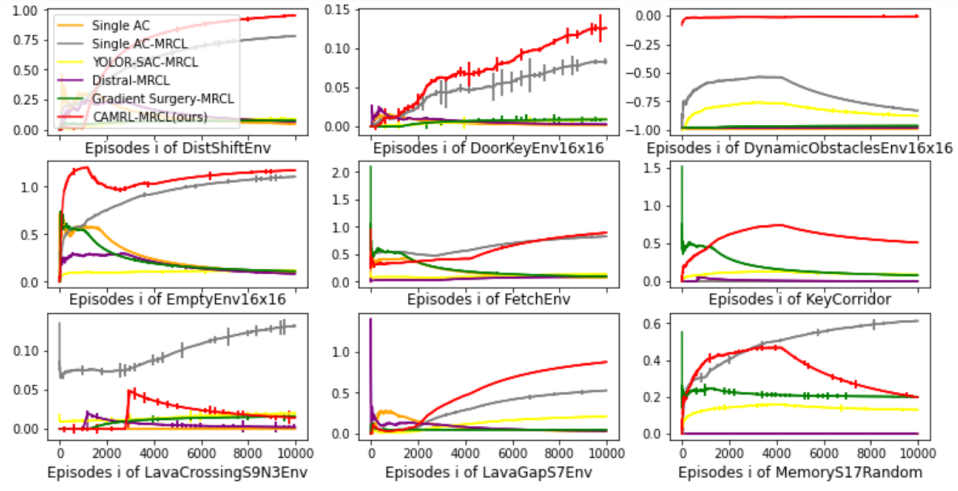 1.00
0.75
0.50
0.25
0.00
Single AC
Single AC-MRCL
YOLOR-SAC-MRCL
Distral-MRCL
Gradient Surgery-MRCL
CAMRL-MRCL(ours)
Episodes i of DistShiftEnv
0.15
0.10
0.05
0.00
Episodes i of DoorKeyEnv16x16
0.00
−0.25
−0.50
−0.75
−1.00
Episodes i of DynamicObstaclesEnv16x16
1.0
0.5
0.0
Episodes i of EmptyEnv16x16
2.0
1.5
1.0
0.5
0.0
Episodes i of FetchEnv
1.5
1.0
0.5
0.0
Episodes i of KeyCorridor
0.10
0.05
0.00
0 2000 4000 6000 8000 10000
Episodes i of LavaCrossingS9N3Env
1.0
0.5
0.0
0 2000 4000 6000 8000 10000
Episodes i of LavaGapS7Env
0.6
0.4
0.2
0.0
0 2000 4000 6000 8000 10000
Episodes i of MemoryS17Random